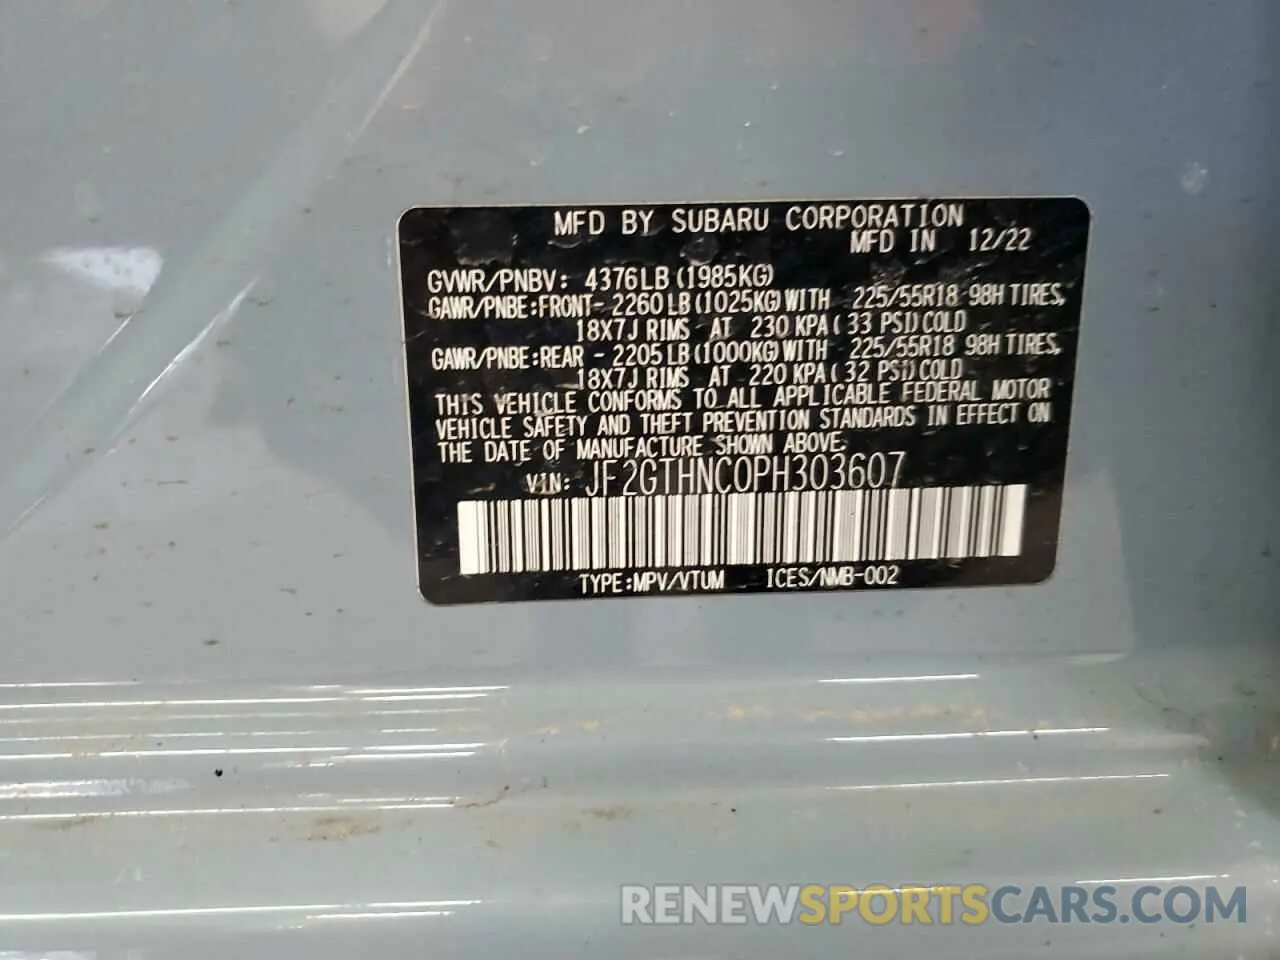 MFD BY SUBARU CORPORATION
MFD IN 12/22
GVWR/PNBV: 4376LB (1985KG)
GAWR/PNBE:FRONT- 2260 LB (1025KG) WITH 225/55R18 98H TIRES,
18X7J RIMS AT 230 KPA ( 33 PSI) COLD
GAWR/PNBE:REAR - 2205 LB (1000KG) WITH 225/55R18 98H TIRES,
18X7J RIMS AT 220 KPA ( 32 PSI) COLD
THIS VEHICLE CONFORMS TO ALL APPLICABLE FEDERAL MOTOR
VEHICLE SAFETY AND THEFT PREVENTION STANDARDS IN EFFECT ON
THE DATE OF MANUFACTURE SHOWN ABOVE.
VIN: JF2GTHNC0PH303607
TYPE:MPV/VTUM ICES/NMB-002
RENEWSPORTSCARS.COM